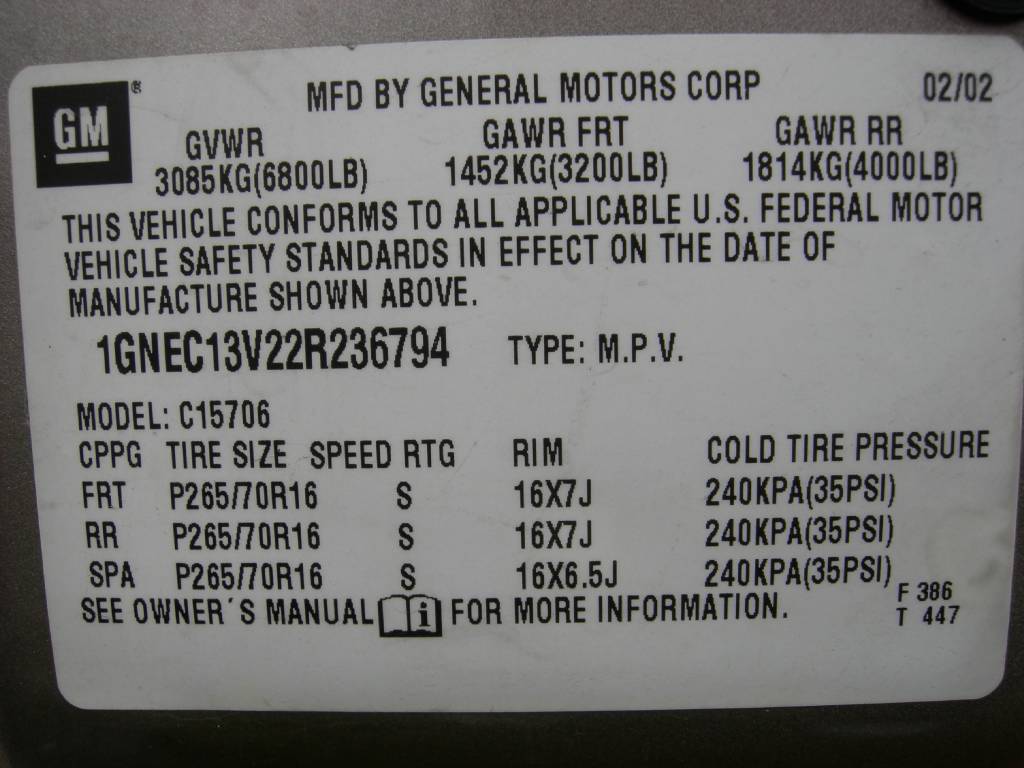 GM ® MFD BY GENERAL MOTORS CORP 02/02
GVWR GAWR FRT GAWR RR
3085KG(6800LB) 1452KG(3200LB) 1814KG(4000LB)
THIS VEHICLE CONFORMS TO ALL APPLICABLE U.S. FEDERAL MOTOR
VEHICLE SAFETY STANDARDS IN EFFECT ON THE DATE OF
MANUFACTURE SHOWN ABOVE.
1GNEC13V22R236794 TYPE: M.P.V.
MODEL: C15706
CPPG TIRE SIZE SPEED RTG RIM COLD TIRE PRESSURE
FRT P265/70R16 S 16X7J 240KPA(35PSI)
RR P265/70R16 S 16X7J 240KPA(35PSI)
SPA P265/70R16 S 16X6.5J 240KPA(35PSI)
SEE OWNER´S MANUAL i FOR MORE INFORMATION.
F 386
T 447